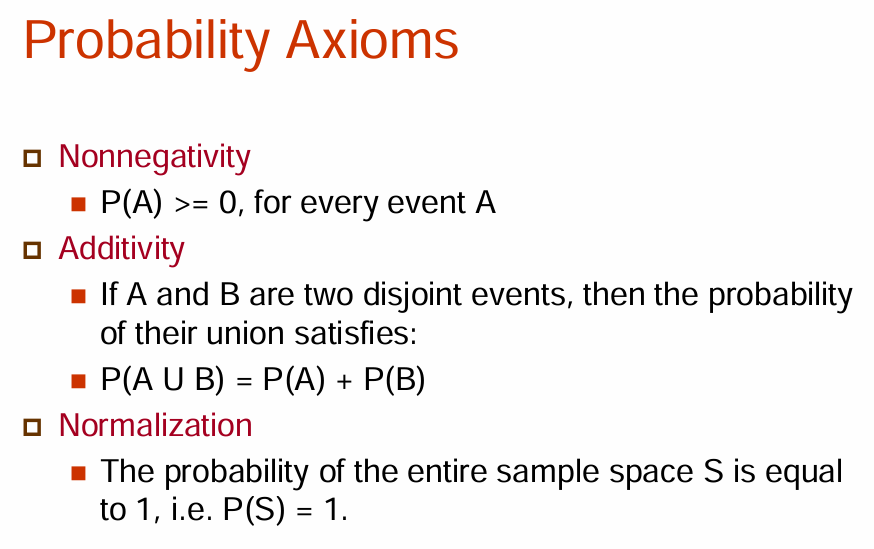 Probability Axioms
Nonnegativity
P(A) >= 0, for every event A
Additivity
If A and B are two disjoint events, then the probability
of their union satisfies:
P(A U B) = P(A) + P(B)
Normalization
The probability of the entire sample space S is equal
to 1, i.e. P(S) = 1.